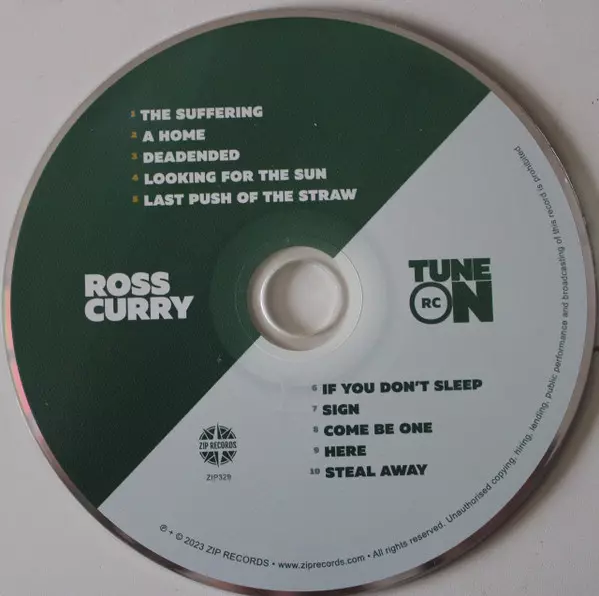 1 THE SUFFERING
2 A HOME
3 DEADENDED
4 LOOKING FOR THE SUN
5 LAST PUSH OF THE STRAW
ROSS
CURRY
TUNE
RC ON
6 IF YOU DON'T SLEEP
7 SIGN
8 COME BE ONE
9 HERE
10 STEAL AWAY
ZIP RECORDS
ZIP329
℗ + © 2023 ZIP RECORDS • www.ziprecords.com • All rights reserved. Unauthorised copying, hiring, lending, public performance and broadcasting of this record is prohibited